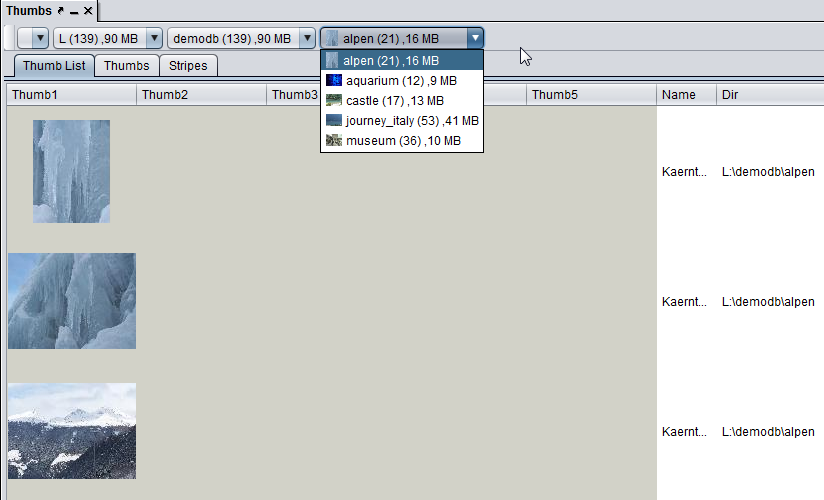 Thumbs
L (139) ,90 MB
demodb (139) ,90 MB
alpen (21) ,16 MB
alpen (21) ,16 MB
aquarium (12) ,9 MB
castle (17) ,13 MB
journey_italy (53) ,41 MB
museum (36) ,10 MB
Thumb List
Thumbs
Stripes
Thumb1
Thumb2
Thumb3
Thumb5
Name
Dir
Kaernt...
L:\demodb\alpen
Kaernt...
L:\demodb\alpen
Kaernt...
L:\demodb\alpen